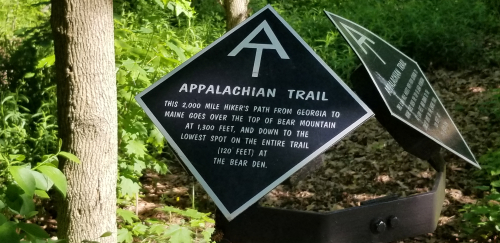 AT
APPALACHIAN TRAIL
THIS 2,000 MILE HIKER'S PATH FROM GEORGIA TO
MAINE GOES OVER THE TOP OF BEAR MOUNTAIN
AT 1,300 FEET, AND DOWN TO THE
LOWEST SPOT ON THE ENTIRE TRAIL
(120 FEET) AT
THE BEAR DEN.
AT
APPALACHIAN TRAIL